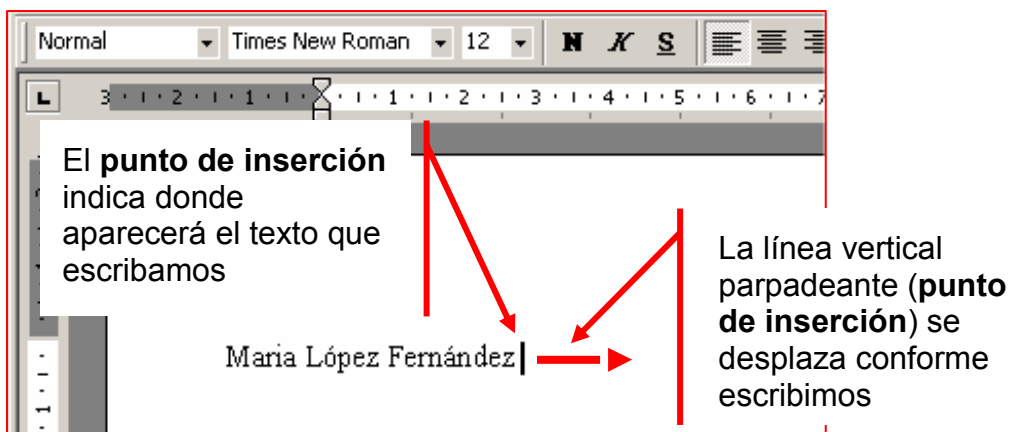 Normal Times New Roman 12 N K S
3 · 2 · 1 · 1 · 2 · 3 · 4 · 5 · 6 · 7
El punto de inserción
indica donde
aparecerá el texto que
escribamos
La línea vertical
parpadeante (punto
de inserción) se
desplaza conforme
escribimos
Maria López Fernández
1